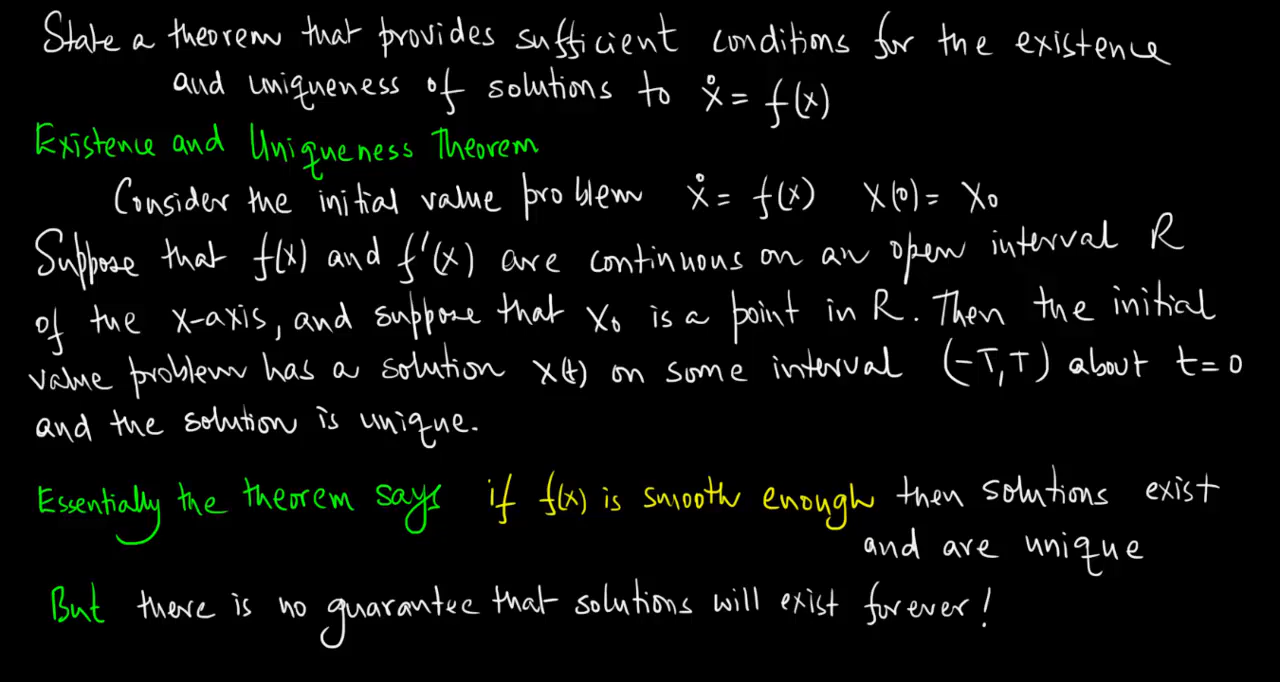 State a theorem that provides sufficient conditions for the existence
and uniqueness of solutions to ẋ = f(x)
Existence and Uniqueness Theorem
Consider the initial value problem ẋ = f(x) x(0) = x₀
Suppose that f(x) and f'(x) are continuous on an open interval R
of the x-axis, and suppose that x₀ is a point in R. Then the initial
value problem has a solution x(t) on some interval (-T,T) about t=0
and the solution is unique.
Essentially the theorem says if f(x) is smooth enough then solutions exist
and are unique
But there is no guarantee that solutions will exist forever!